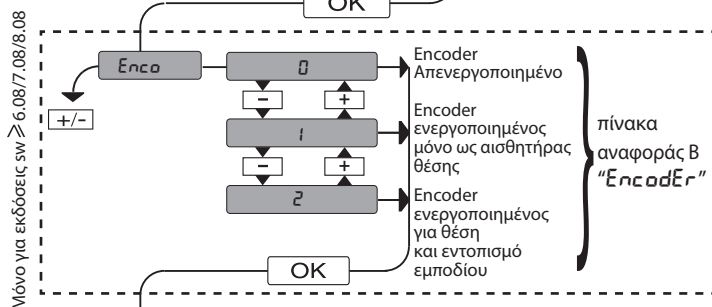 OK
Μόνο για εκδόσεις sw ⩾ 6.08/7.08/8.08
Enco
+/-
0
Encoder
Απενεργοποιημένο
-
+
1
Encoder
ενεργοποιημένος
μόνο ως αισθητήρας
θέσης
-
+
2
Encoder
ενεργοποιημένος
για θέση
και εντοπισμό
εμποδίου
πίνακα
αναφοράς B
“EncodEr”
OK